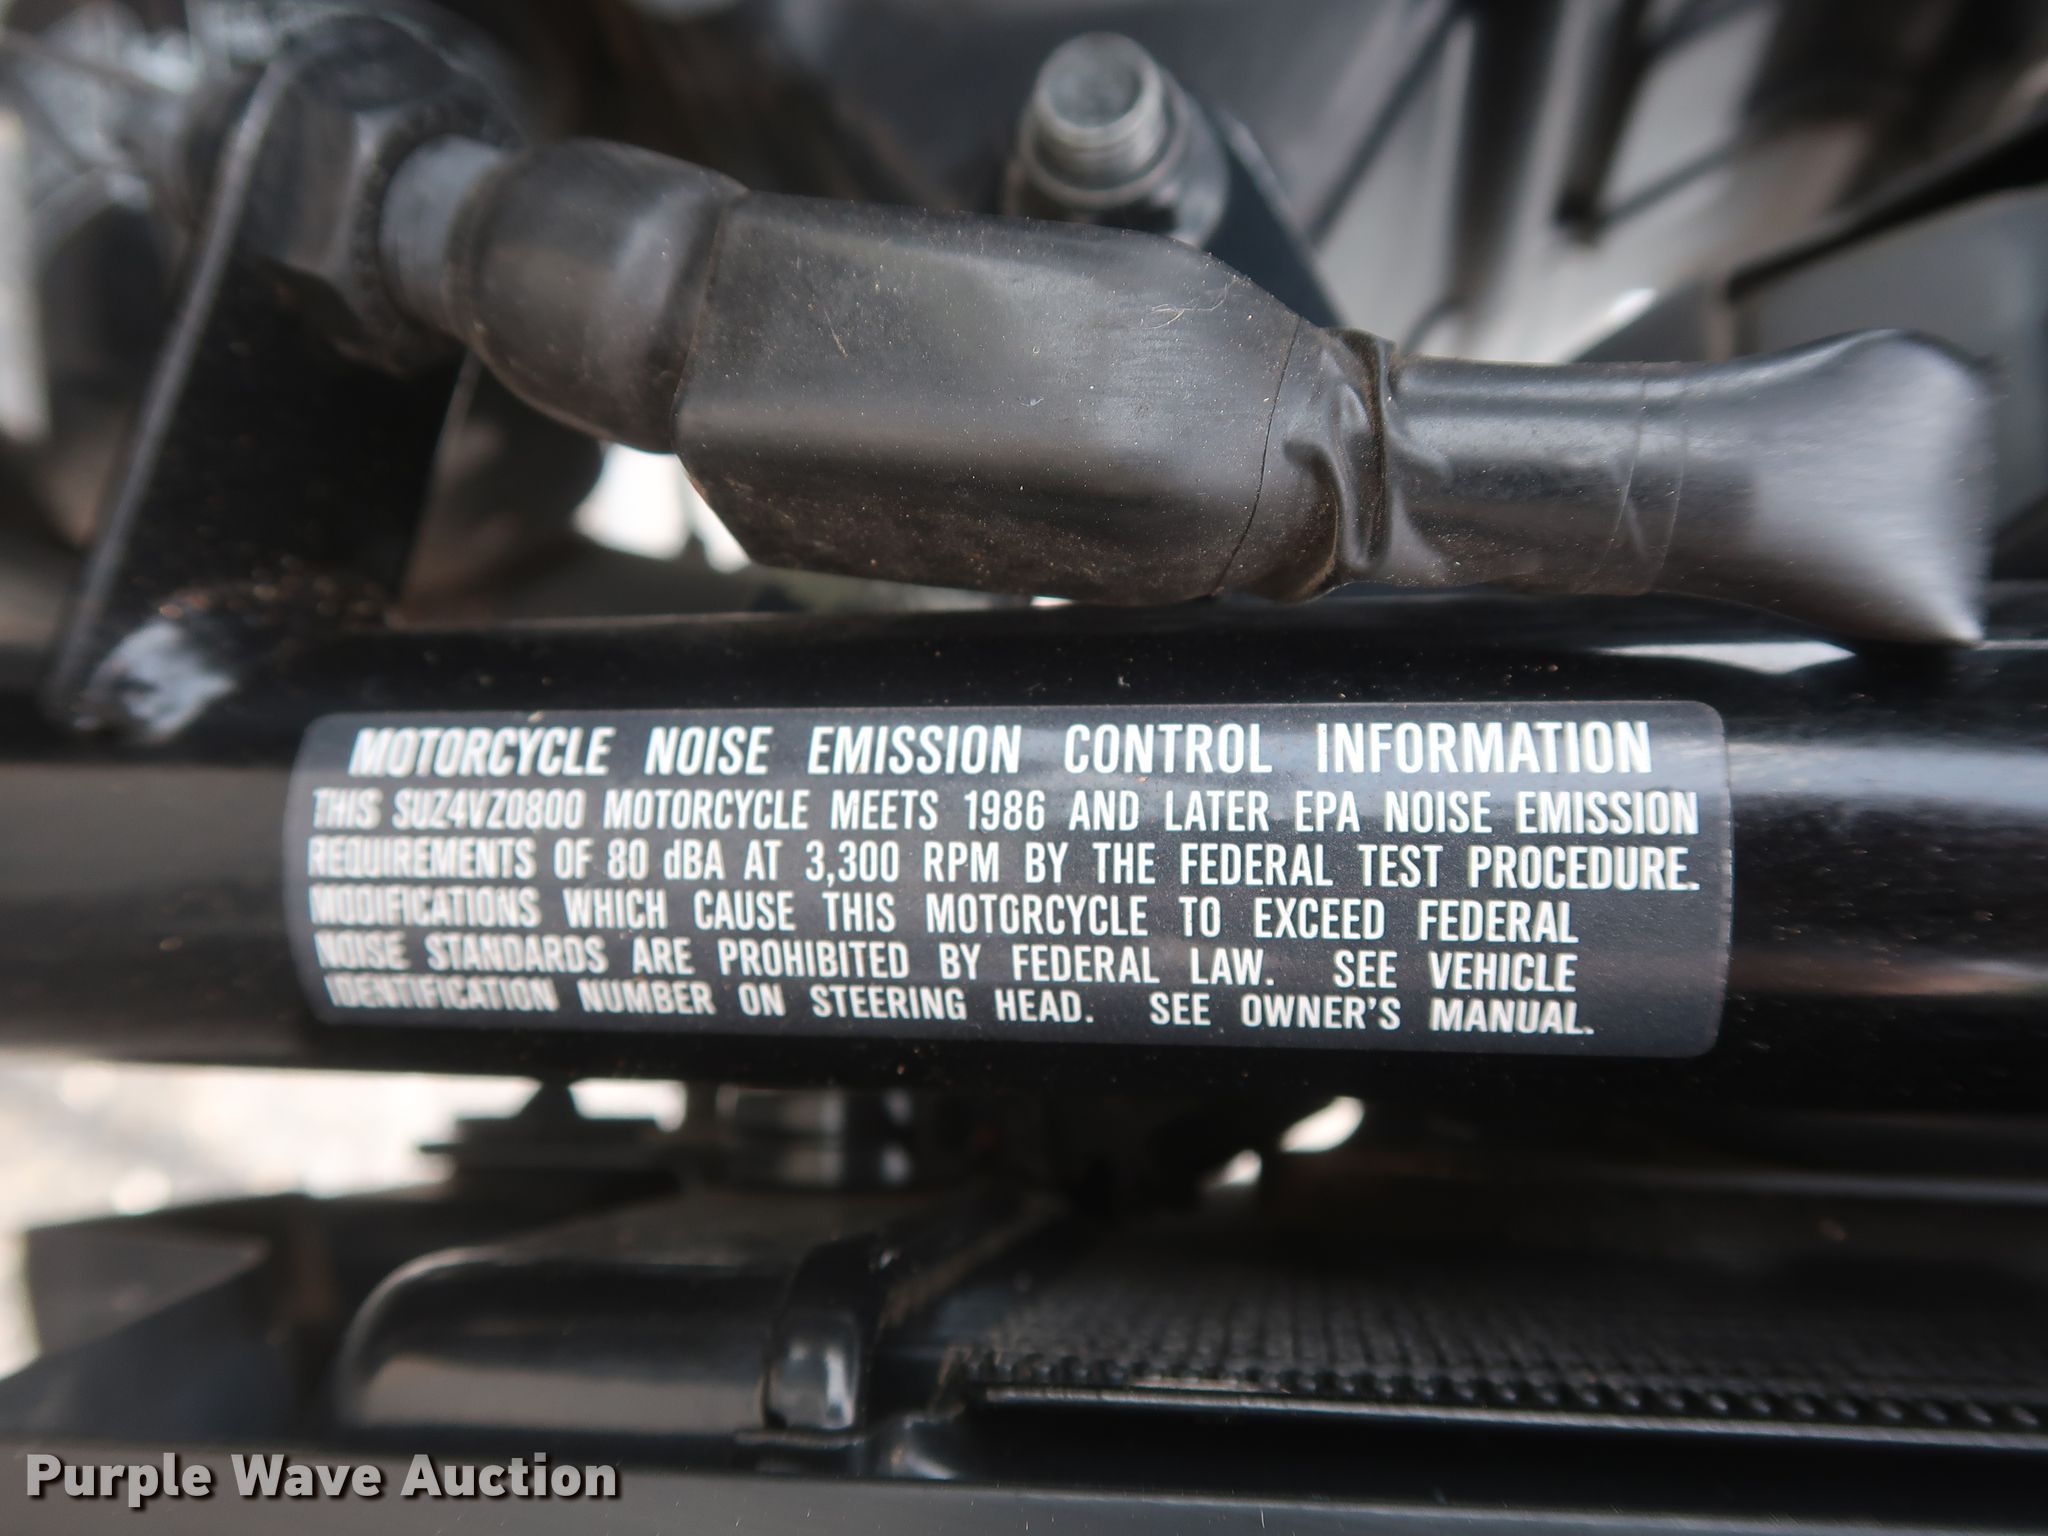 MOTORCYCLE NOISE EMISSION CONTROL INFORMATION
THIS SUZ4VZ0800 MOTORCYCLE MEETS 1986 AND LATER EPA NOISE EMISSION
REQUIREMENTS OF 80 dBA AT 3,300 RPM BY THE FEDERAL TEST PROCEDURE.
MODIFICATIONS WHICH CAUSE THIS MOTORCYCLE TO EXCEED FEDERAL
NOISE STANDARDS ARE PROHIBITED BY FEDERAL LAW. SEE VEHICLE
IDENTIFICATION NUMBER ON STEERING HEAD. SEE OWNER'S MANUAL.
Purple Wave Auction